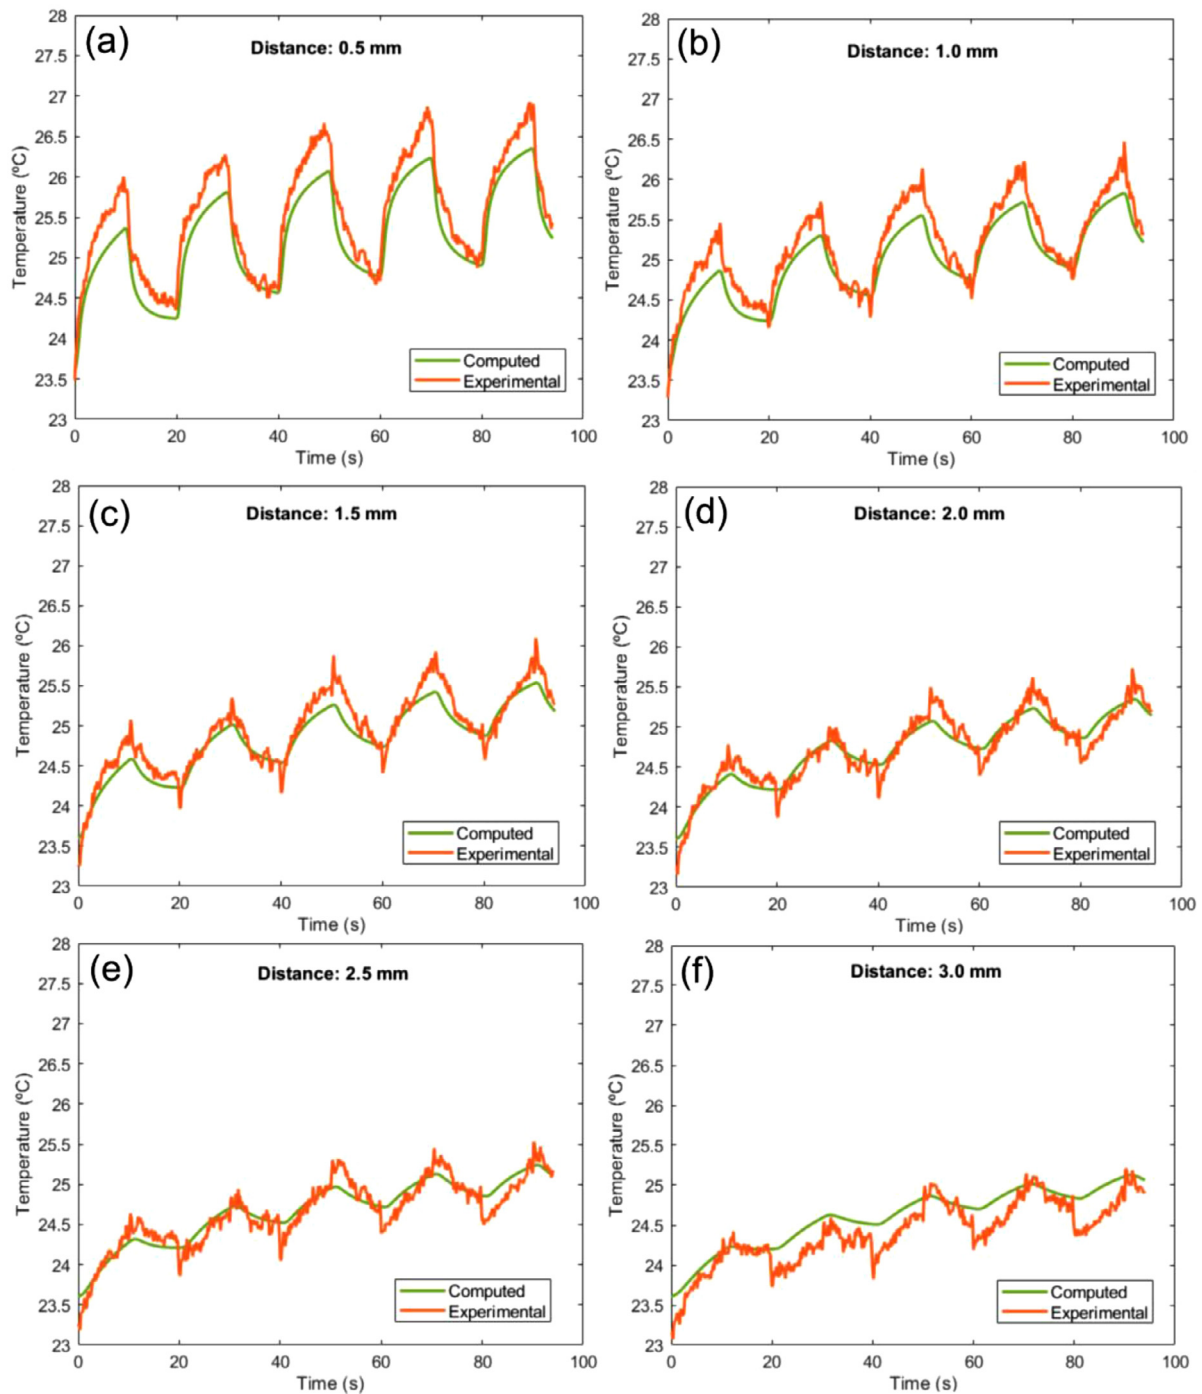 (a)
Distance: 0.5 mm
28
27.5
27
26.5
26
25.5
25
24.5
24
23.5
23
Temperature (ºC)
Computed
Experimental
0 20 40 60 80 100
Time (s)
(b)
Distance: 1.0 mm
28
27.5
27
26.5
26
25.5
25
24.5
24
23.5
23
Temperature (ºC)
Computed
Experimental
0 20 40 60 80 100
Time (s)
(c)
Distance: 1.5 mm
28
27.5
27
26.5
26
25.5
25
24.5
24
23.5
23
Temperature (ºC)
Computed
Experimental
0 20 40 60 80 100
Time (s)
(d)
Distance: 2.0 mm
28
27.5
27
26.5
26
25.5
25
24.5
24
23.5
23
Temperature (ºC)
Computed
Experimental
0 20 40 60 80 100
Time (s)
(e)
Distance: 2.5 mm
28
27.5
27
26.5
26
25.5
25
24.5
24
23.5
23
Temperature (ºC)
Computed
Experimental
0 20 40 60 80 100
Time (s)
(f)
Distance: 3.0 mm
28
27.5
27
26.5
26
25.5
25
24.5
24
23.5
23
Temperature (ºC)
Computed
Experimental
0 20 40 60 80 100
Time (s)